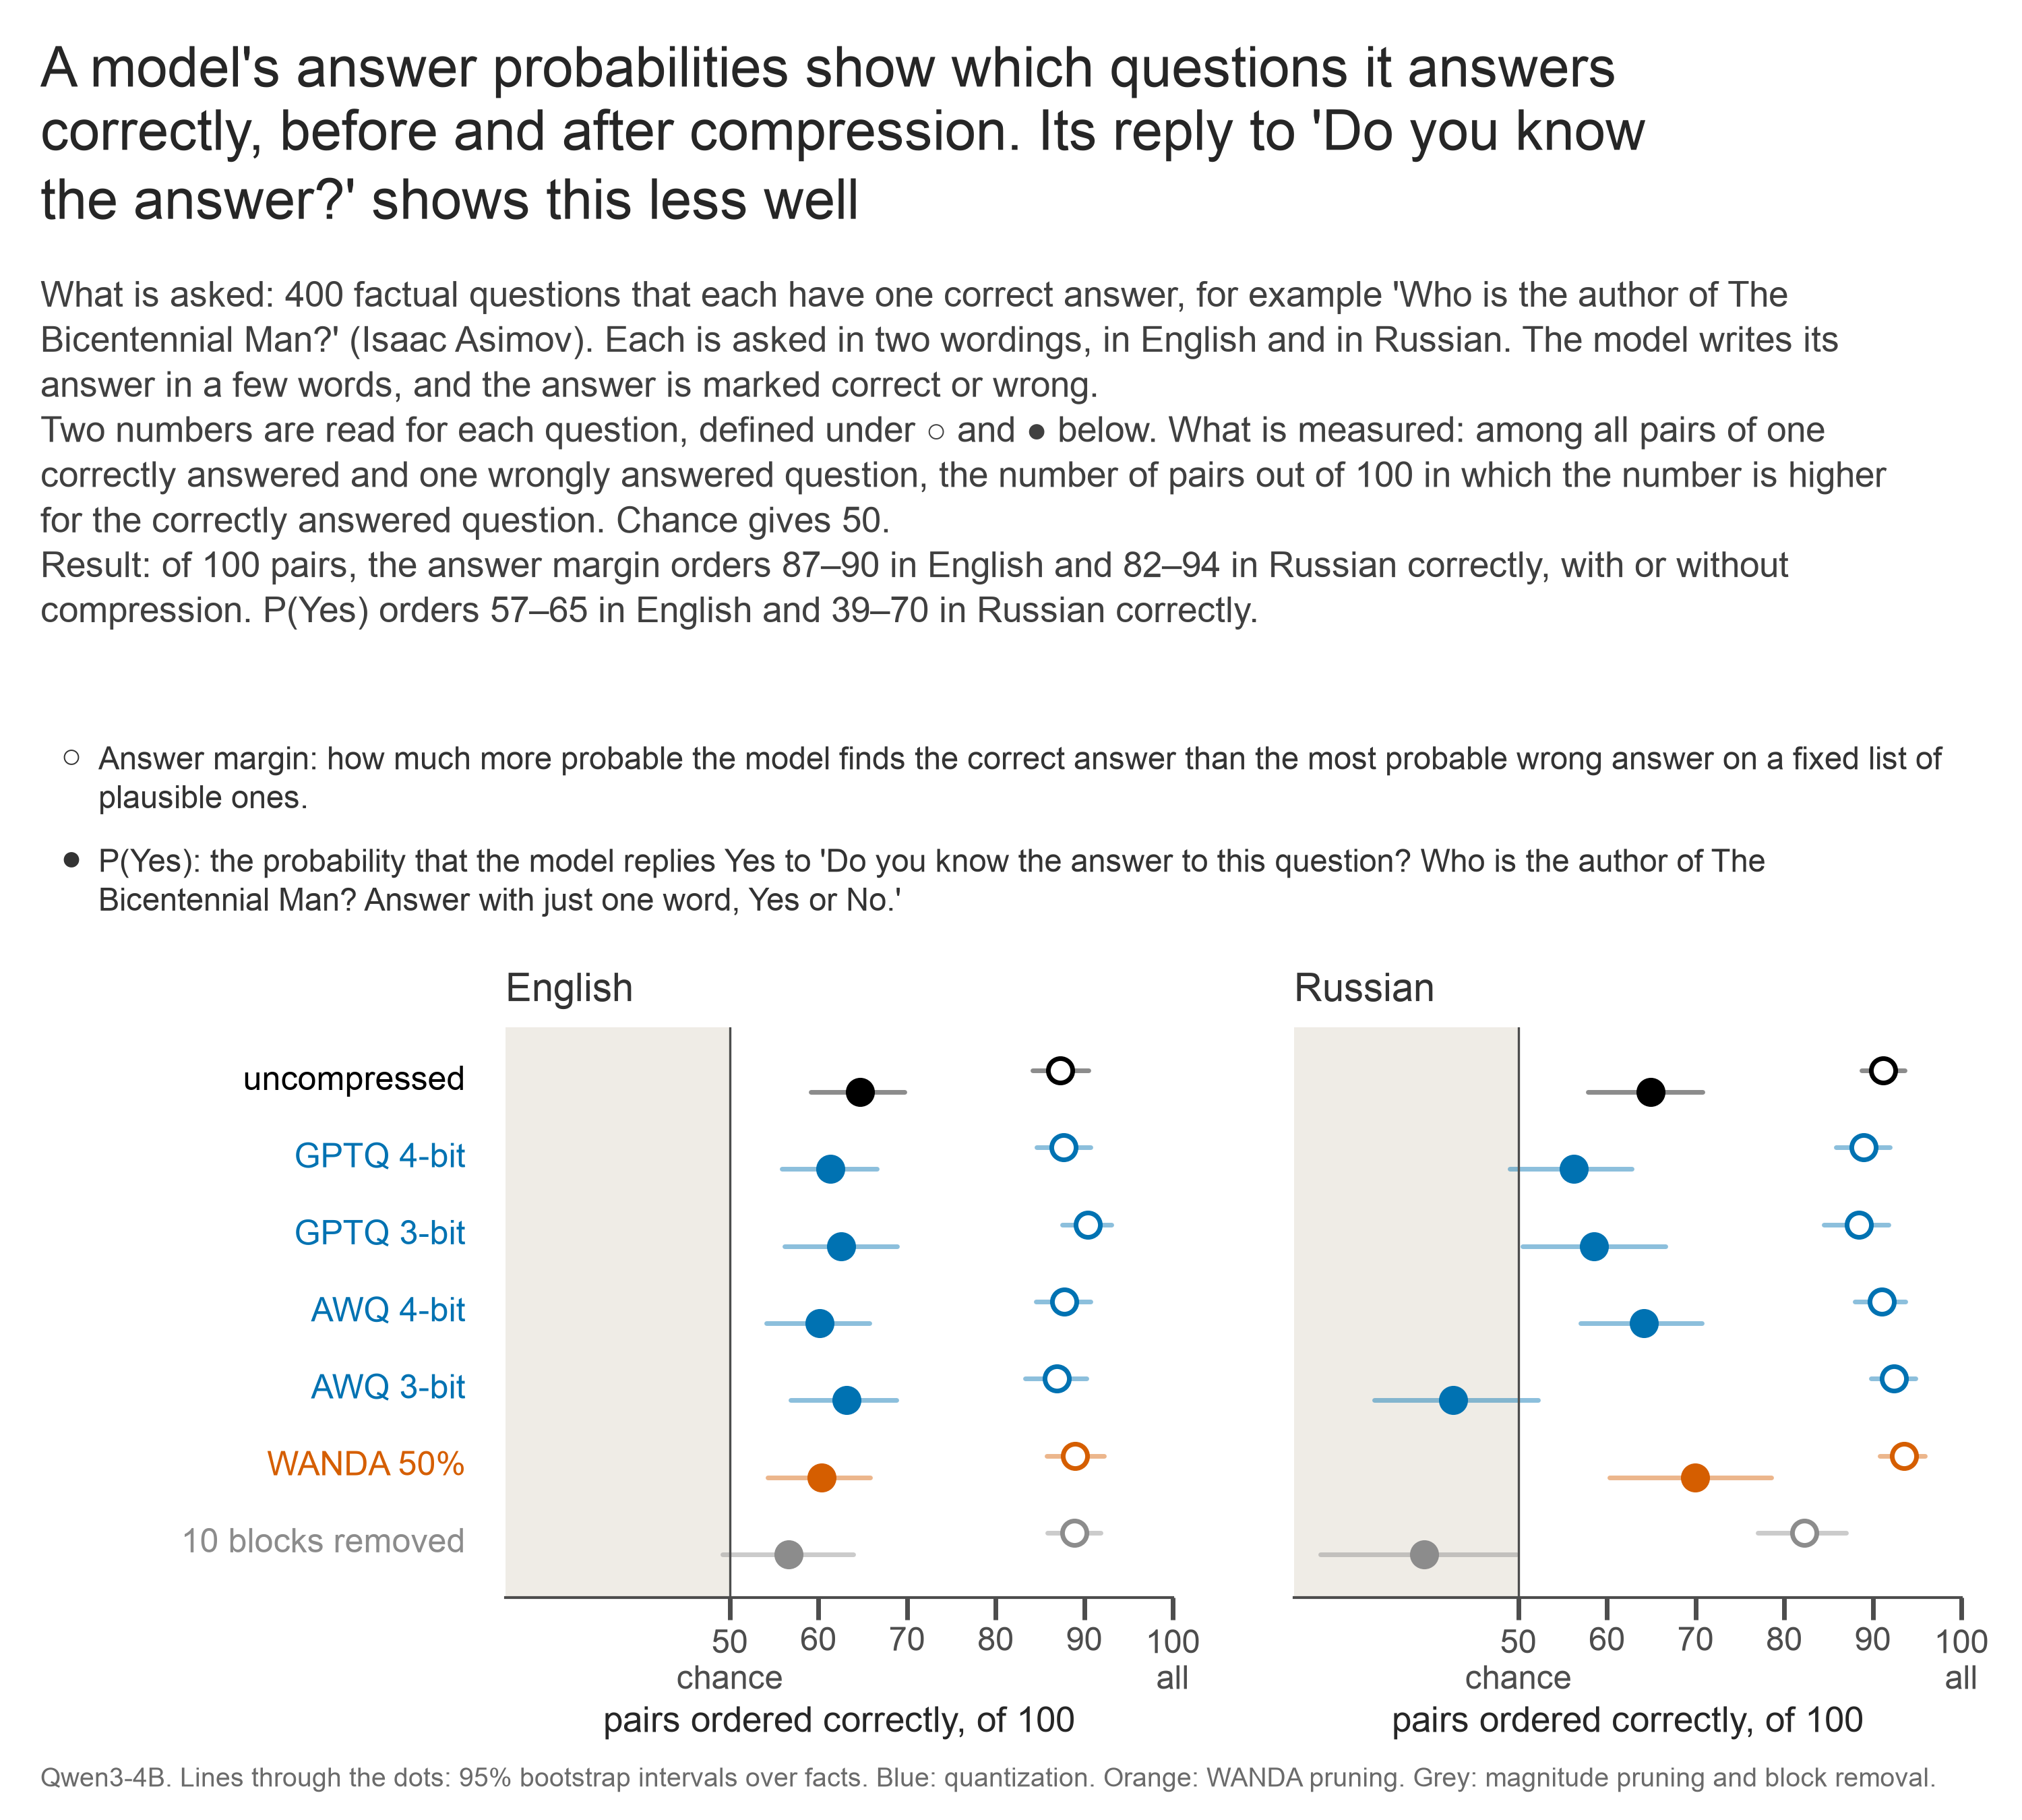 A model's answer probabilities show which questions it answers
correctly, before and after compression. Its reply to 'Do you know
the answer?' shows this less well
What is asked: 400 factual questions that each have one correct answer, for example 'Who is the author of The
Bicentennial Man?' (Isaac Asimov). Each is asked in two wordings, in English and in Russian. The model writes its
answer in a few words, and the answer is marked correct or wrong.
Two numbers are read for each question, defined under ○ and ● below. What is measured: among all pairs of one
correctly answered and one wrongly answered question, the number of pairs out of 100 in which the number is higher
for the correctly answered question. Chance gives 50.
Result: of 100 pairs, the answer margin orders 87–90 in English and 82–94 in Russian correctly, with or without
compression. P(Yes) orders 57–65 in English and 39–70 in Russian correctly.
○ Answer margin: how much more probable the model finds the correct answer than the most probable wrong answer on a fixed list of
plausible ones.
● P(Yes): the probability that the model replies Yes to 'Do you know the answer to this question? Who is the author of The
Bicentennial Man? Answer with just one word, Yes or No.'
English
Russian
uncompressed
GPTQ 4-bit
GPTQ 3-bit
AWQ 4-bit
AWQ 3-bit
WANDA 50%
10 blocks removed
50 60 70 80 90 100
chance all
pairs ordered correctly, of 100
50 60 70 80 90 100
chance all
pairs ordered correctly, of 100
Qwen3-4B. Lines through the dots: 95% bootstrap intervals over facts. Blue: quantization. Orange: WANDA pruning. Grey: magnitude pruning and block removal.